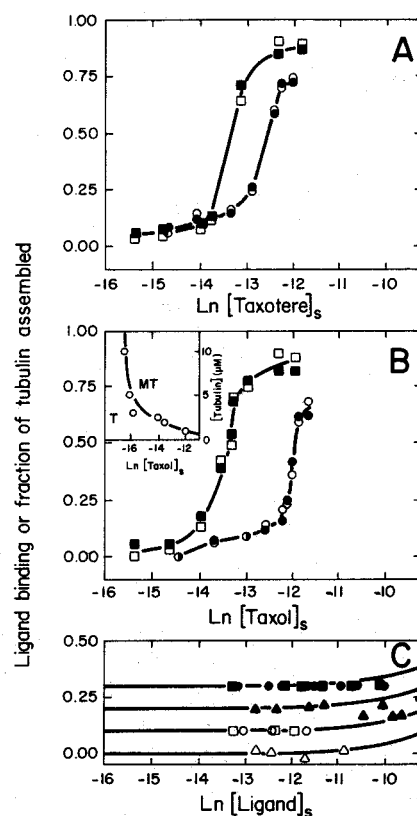 Ligand binding or fraction of tubulin assembled
A
1.00
0.75
0.50
0.25
0.00
-16 -15 -14 -13 -12 -11 -10
Ln [Taxotere]s
B
1.00
0.75
0.50
0.25
0.00
10
5
0
[Tubulin] (μM)
MT
T
-16 -14 -12
Ln [Taxol]s
-16 -15 -14 -13 -12 -11 -10
Ln [Taxol]s
C
0.50
0.25
0.00
-16 -15 -14 -13 -12 -11 -10
Ln [Ligand]s